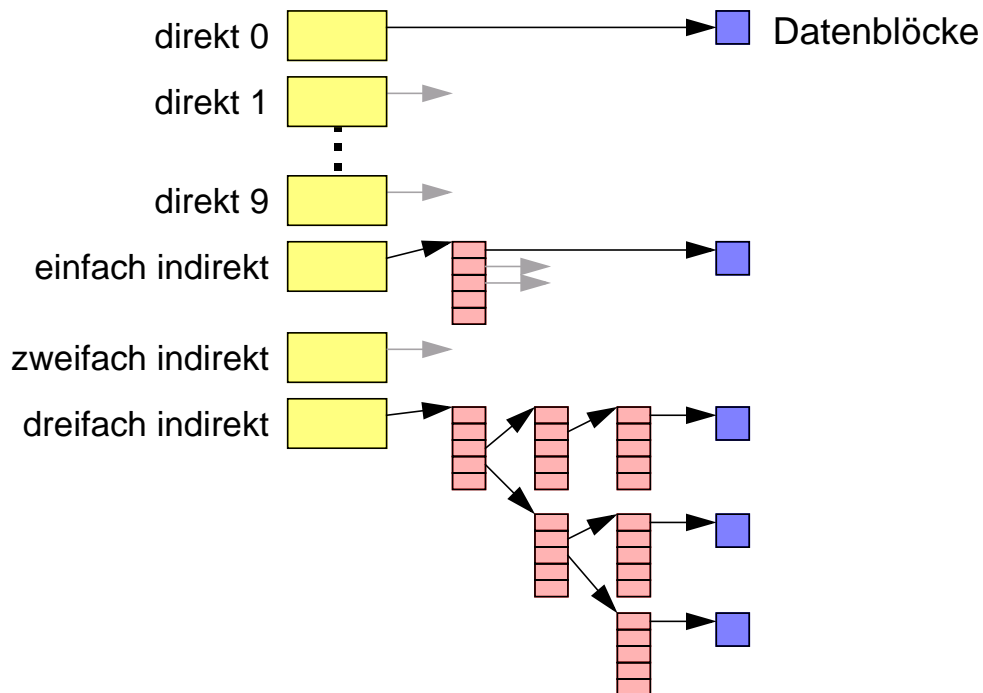 direkt 0
Datenblöcke
direkt 1
direkt 9
einfach indirekt
zweifach indirekt
dreifach indirekt